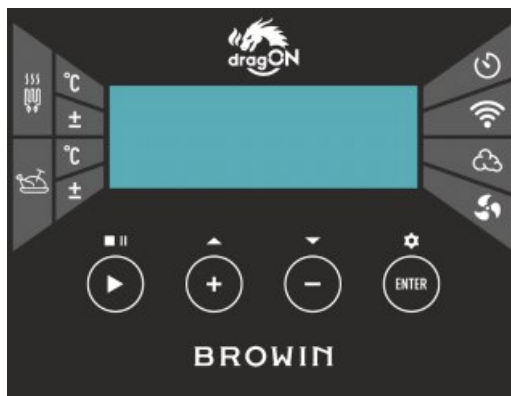 dragON
°C
±
°C
±
+
−
ENTER
BROWIN